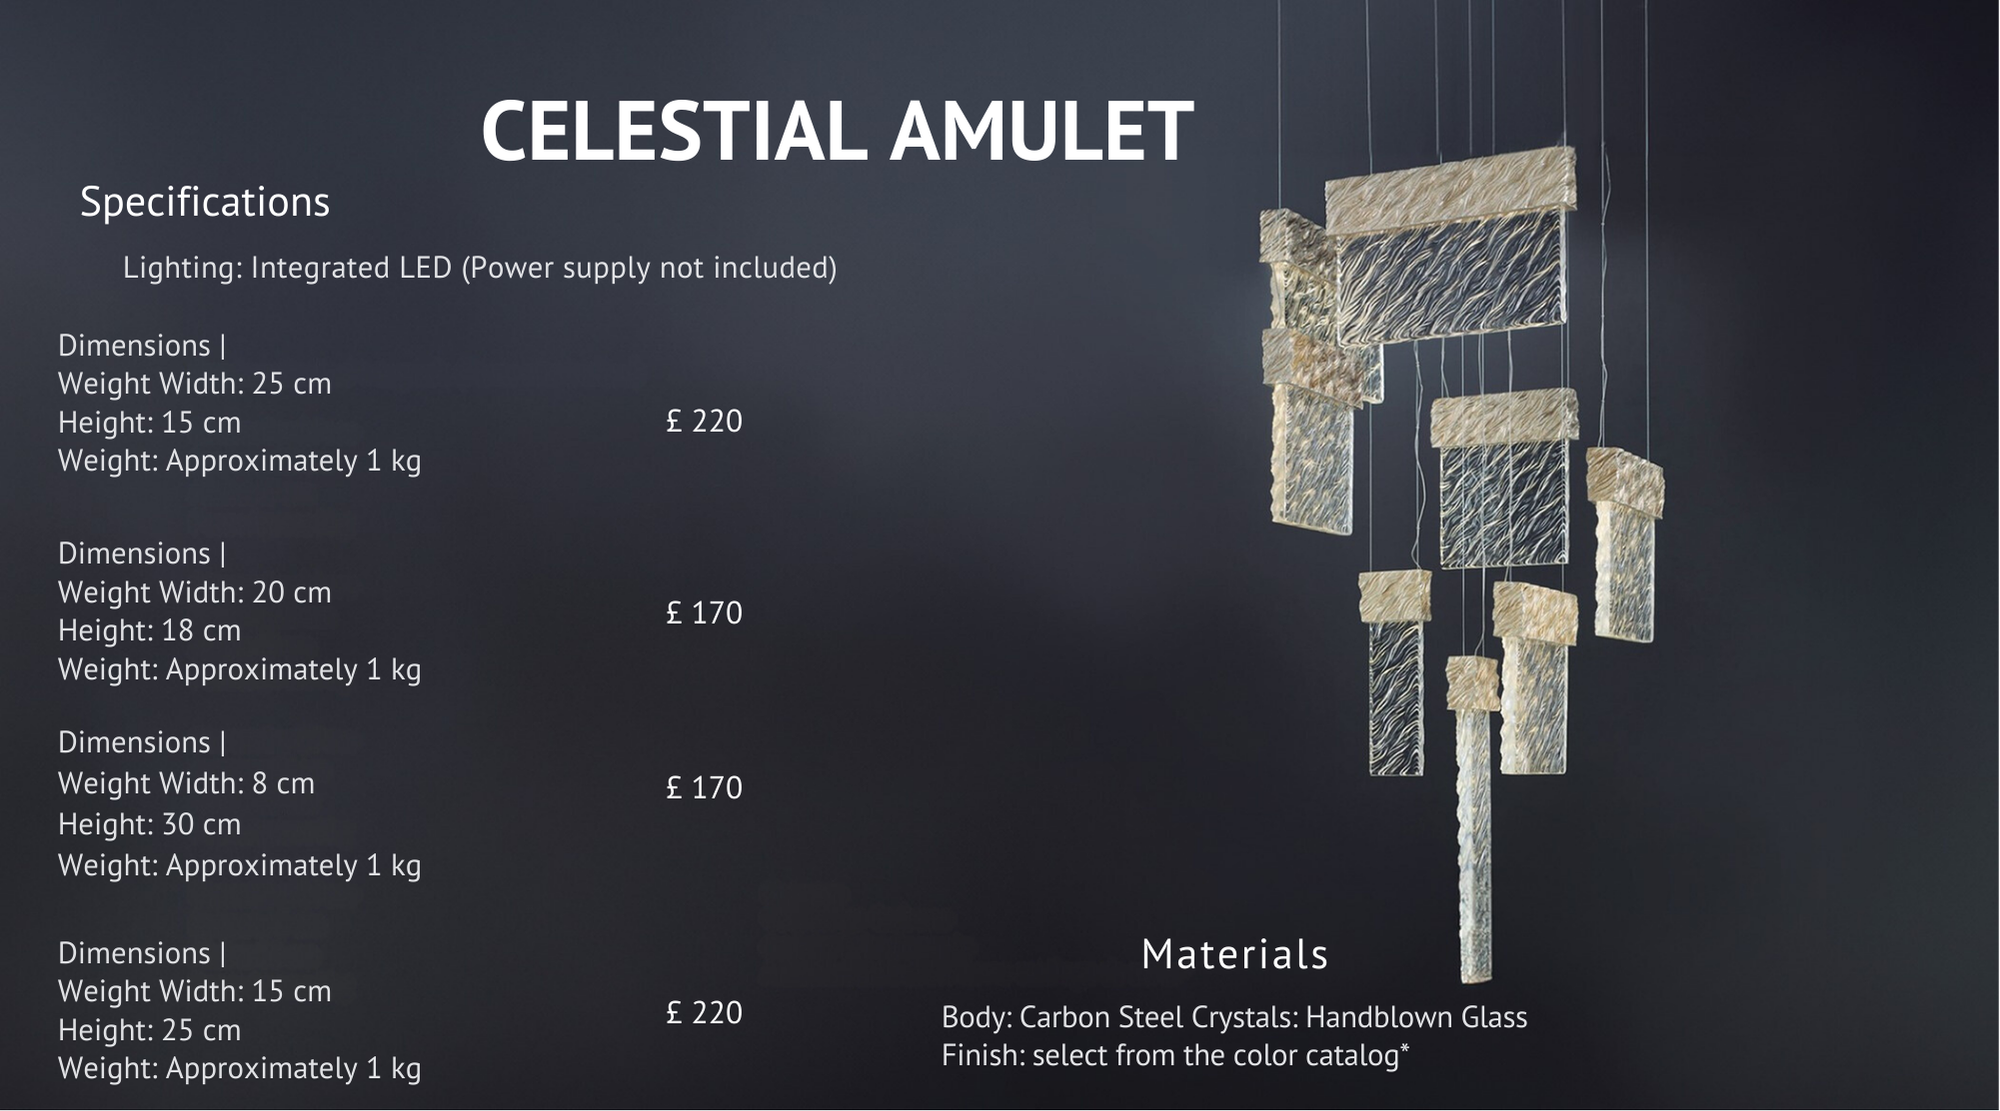 CELESTIAL AMULET
Specifications
Lighting: Integrated LED (Power supply not included)
Dimensions |
Weight Width: 25 cm
Height: 15 cm
Weight: Approximately 1 kg
£ 220
Dimensions |
Weight Width: 20 cm
Height: 18 cm
Weight: Approximately 1 kg
£ 170
Dimensions |
Weight Width: 8 cm
Height: 30 cm
Weight: Approximately 1 kg
£ 170
Dimensions |
Weight Width: 15 cm
Height: 25 cm
Weight: Approximately 1 kg
£ 220
Materials
Body: Carbon Steel Crystals: Handblown Glass
Finish: select from the color catalog*